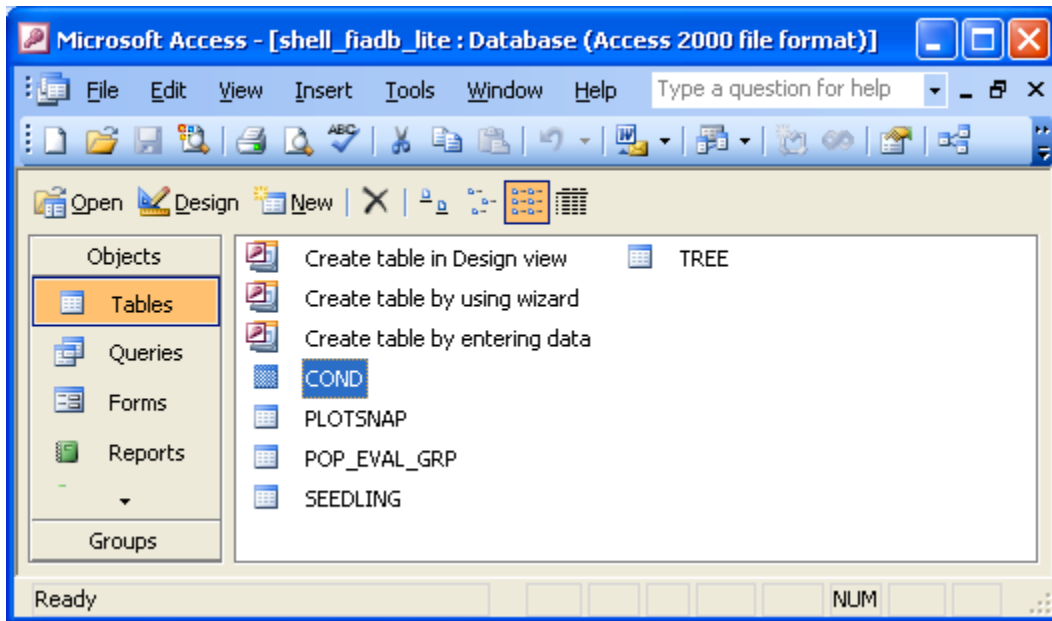 Microsoft Access - [shell_fiadb_lite : Database (Access 2000 file format)]
File Edit View Insert Tools Window Help Type a question for help
ABC W
Open Design New
Objects
Tables
Queries
Forms
Reports
Groups
Create table in Design view
Create table by using wizard
Create table by entering data
COND
PLOTSNAP
POP_EVAL_GRP
SEEDLING
TREE
Ready NUM